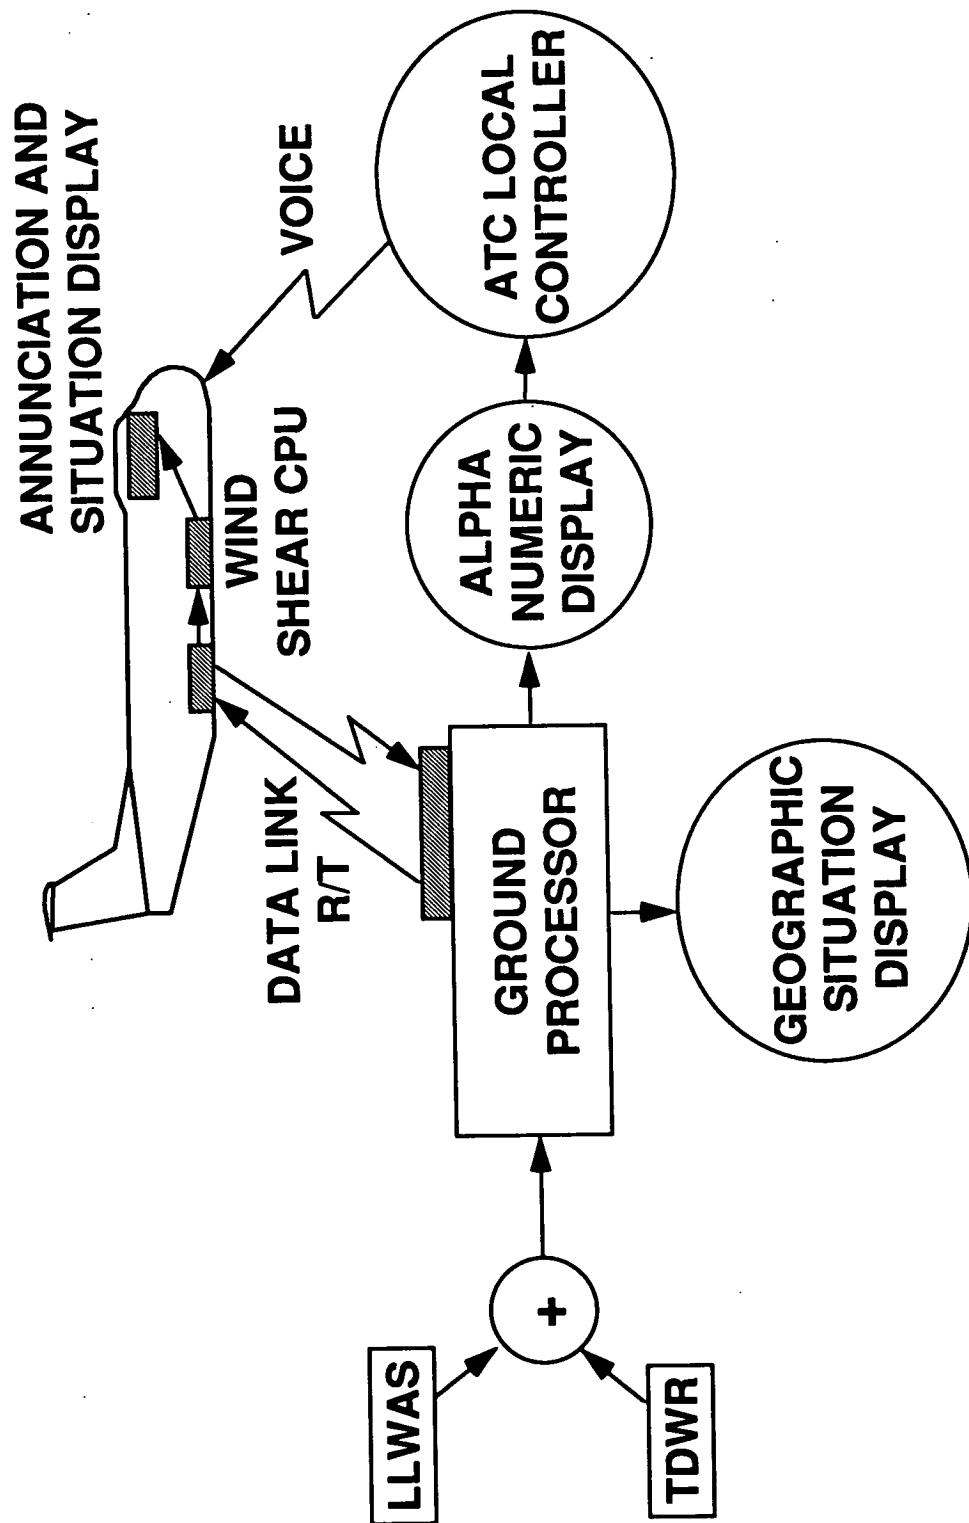 ANNUNCIATION AND
SITUATION DISPLAY
VOICE
WIND
SHEAR CPU
DATA LINK
R/T
LLWAS
TDWR
+
GROUND
PROCESSOR
ALPHA
NUMERIC
DISPLAY
ATC LOCAL
CONTROLLER
GEOGRAPHIC
SITUATION
DISPLAY